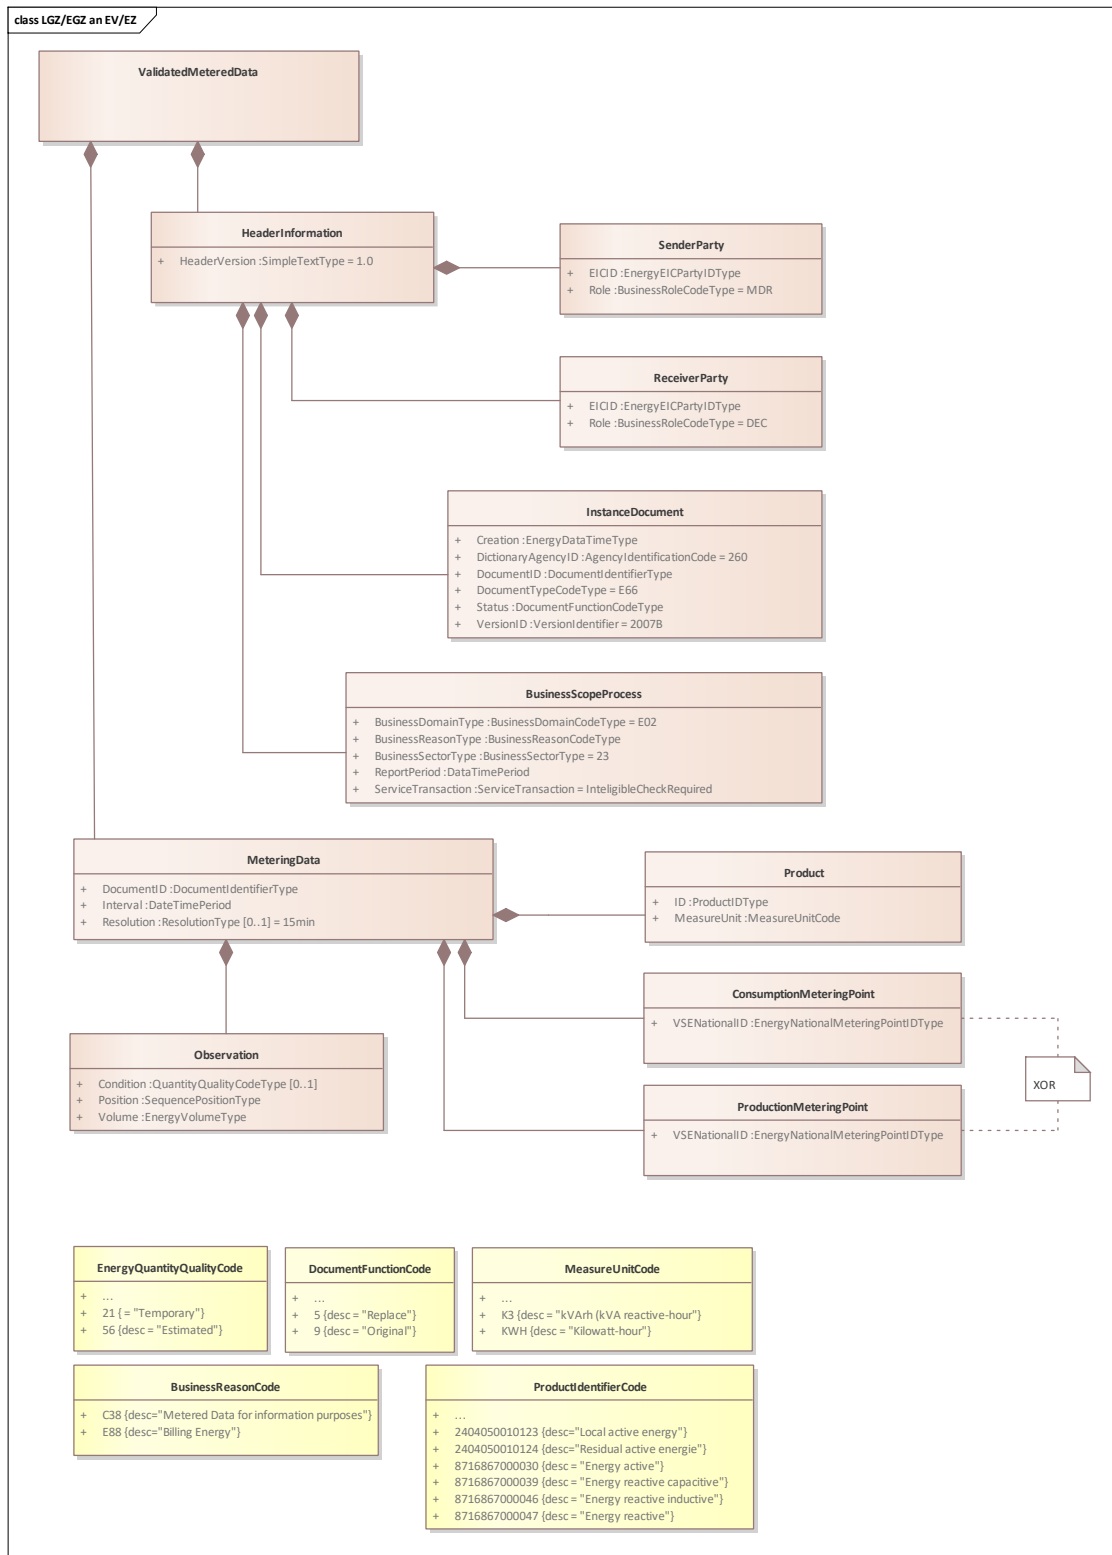 class LGZ/EGZ an EV/EZ
ValidatedMeteredData
HeaderInformation
+ HeaderVersion :SimpleTextType = 1.0
SenderParty
+ EICID :EnergyEICPartyIDType
+ Role :BusinessRoleCodeType = MDR
ReceiverParty
+ EICID :EnergyEICPartyIDType
+ Role :BusinessRoleCodeType = DEC
InstanceDocument
+ Creation :EnergyDataTimeType
+ DictionaryAgencyID :AgencyIdentificationCode = 260
+ DocumentID :DocumentIdentifierType
+ DocumentTypeCodeType = E66
+ Status :DocumentFunctionCodeType
+ VersionID :VersionIdentifier = 2007B
BusinessScopeProcess
+ BusinessDomainType :BusinessDomainCodeType = E02
+ BusinessReasonType :BusinessReasonCodeType
+ BusinessSectorType :BusinessSectorType = 23
+ ReportPeriod :DataTimePeriod
+ ServiceTransaction :ServiceTransaction = InteligibleCheckRequired
MeteringData
+ DocumentID :DocumentIdentifierType
+ Interval :DateTimePeriod
+ Resolution :ResolutionType [0..1] = 15min
Product
+ ID :ProductIDType
+ MeasureUnit :MeasureUnitCode
ConsumptionMeteringPoint
+ VSENationalID :EnergyNationalMeteringPointIDType
XOR
ProductionMeteringPoint
+ VSENationalID :EnergyNationalMeteringPointIDType
Observation
+ Condition :QuantityQualityCodeType [0..1]
+ Position :SequencePositionType
+ Volume :EnergyVolumeType
EnergyQuantityQualityCode
+ ...
+ 21 { = "Temporary"}
+ 56 {desc = "Estimated"}
DocumentFunctionCode
+ ...
+ 5 {desc = "Replace"}
+ 9 {desc = "Original"}
MeasureUnitCode
+ ...
+ K3 {desc = "kVArh (kVA reactive-hour"}
+ KWH {desc = "Kilowatt-hour"}
BusinessReasonCode
+ C38 {desc="Metered Data for information purposes"}
+ E88 {desc="Billing Energy"}
ProductIdentifierCode
+ ...
+ 2404050010123 {desc="Local active energy"}
+ 2404050010124 {desc="Residual active energie"}
+ 8716867000030 {desc = "Energy active"}
+ 8716867000039 {desc = "Energy reactive capacitive"}
+ 8716867000046 {desc = "Energy reactive inductive"}
+ 8716867000047 {desc = "Energy reactive"}